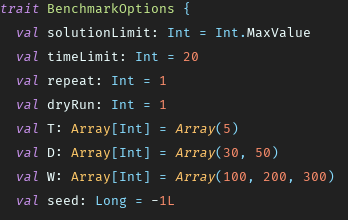 trait BenchmarkOptions {
val solutionLimit: Int = Int.MaxValue
val timeLimit: Int = 20
val repeat: Int = 1
val dryRun: Int = 1
val T: Array[Int] = Array(5)
val D: Array[Int] = Array(30, 50)
val W: Array[Int] = Array(100, 200, 300)
val seed: Long = -1L